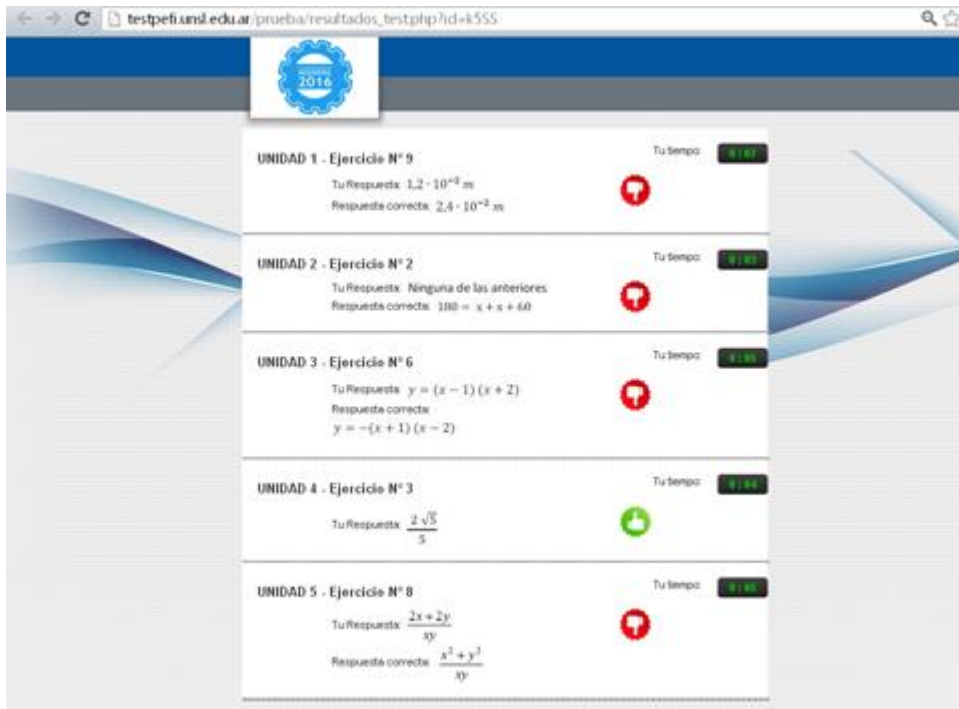 testpefi.unsl.edu.ar/prueba/resultados_test.php?id=k5SS
2016
UNIDAD 1 - Ejercicio N° 9
Tu tiempo:
Tu Respuesta: 1,2 · 10⁻² m
Respuesta correcta: 2,4 · 10⁻² m
UNIDAD 2 - Ejercicio N° 2
Tu tiempo:
Tu Respuesta: Ninguna de las anteriores
Respuesta correcta: 180 = x + x + 60
UNIDAD 3 - Ejercicio N° 6
Tu tiempo:
Tu Respuesta: y = (x − 1) (x + 2)
Respuesta correcta:
y = −(x + 1) (x − 2)
UNIDAD 4 - Ejercicio N° 3
Tu tiempo:
Tu Respuesta: 2 √5 / 5
UNIDAD 5 - Ejercicio N° 8
Tu tiempo:
Tu Respuesta: 2x + 2y / xy
Respuesta correcta: x² + y² / xy